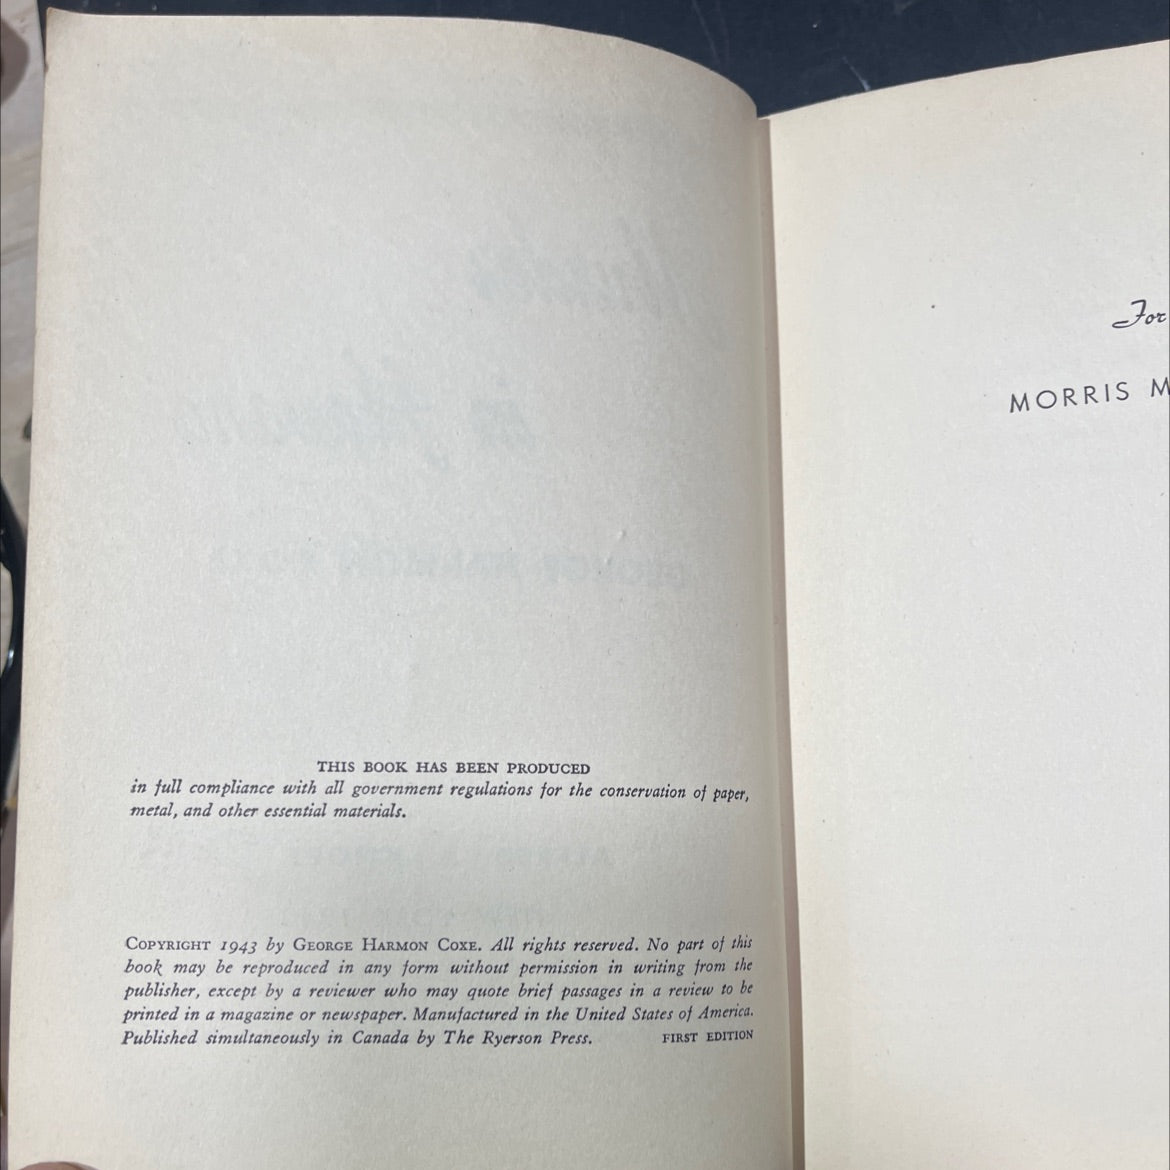 THIS BOOK HAS BEEN PRODUCED
in full compliance with all government regulations for the conservation of paper,
metal, and other essential materials.
COPYRIGHT 1943 by GEORGE HARMON COXE. All rights reserved. No part of this
book may be reproduced in any form without permission in writing from the
publisher, except by a reviewer who may quote brief passages in a review to be
printed in a magazine or newspaper. Manufactured in the United States of America.
Published simultaneously in Canada by The Ryerson Press. FIRST EDITION
For
MORRIS M